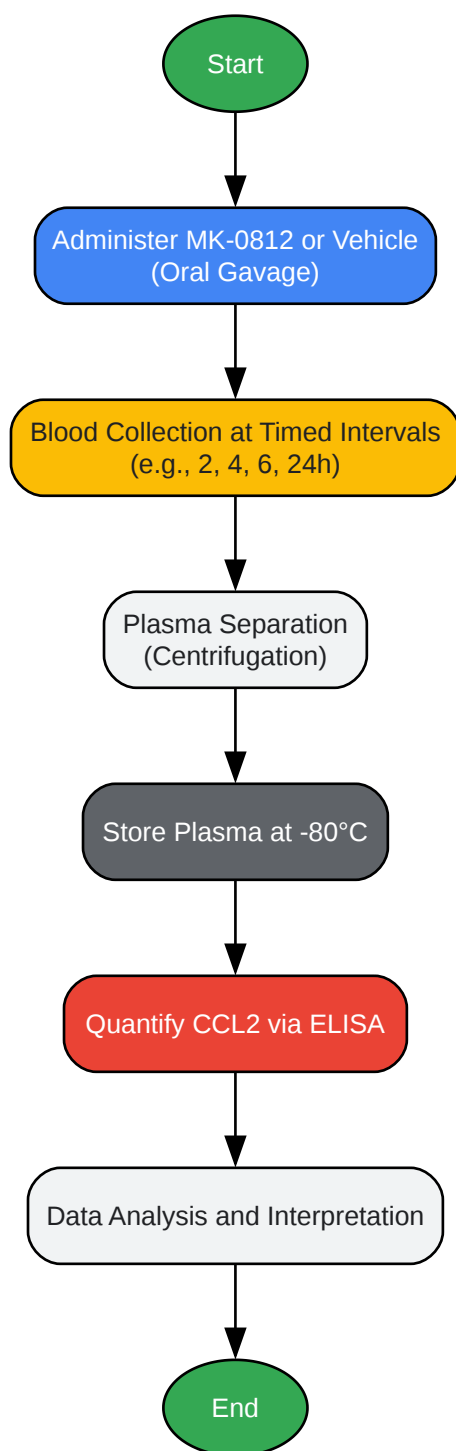 Start
Administer MK-0812 or Vehicle
(Oral Gavage)
Blood Collection at Timed Intervals
(e.g., 2, 4, 6, 24h)
Plasma Separation
(Centrifugation)
Store Plasma at -80°C
Quantify CCL2 via ELISA
Data Analysis and Interpretation
End